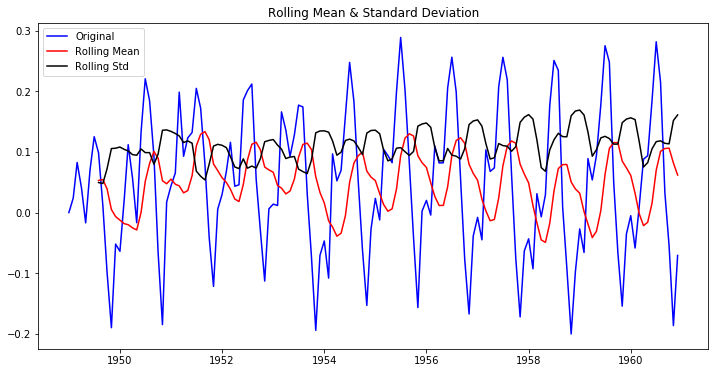 Rolling Mean & Standard Deviation
Original
Rolling Mean
Rolling Std
0.3
0.2
0.1
0.0
−0.1
−0.2
1950 1952 1954 1956 1958 1960